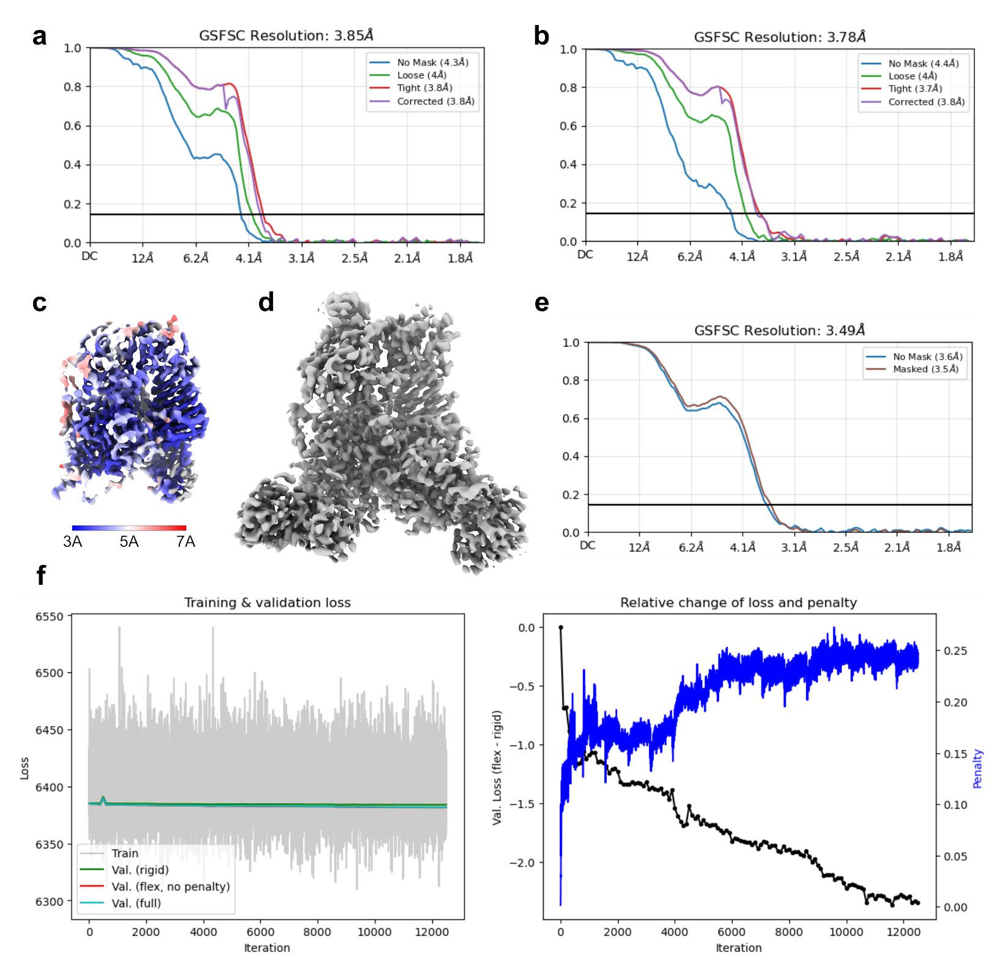 a
GSFSC Resolution: 3.85Å
1.0
0.8
0.6
0.4
0.2
0.0
No Mask (4.3Å)
Loose (4Å)
Tight (3.8Å)
Corrected (3.8Å)
DC 12Å 6.2Å 4.1Å 3.1Å 2.5Å 2.1Å 1.8Å
b
GSFSC Resolution: 3.78Å
1.0
0.8
0.6
0.4
0.2
0.0
No Mask (4.4Å)
Loose (4Å)
Tight (3.7Å)
Corrected (3.8Å)
DC 12Å 6.2Å 4.1Å 3.1Å 2.5Å 2.1Å 1.8Å
c
3A 5A 7A
d
e
GSFSC Resolution: 3.49Å
1.0
0.8
0.6
0.4
0.2
0.0
No Mask (3.6Å)
Masked (3.5Å)
DC 12Å 6.2Å 4.1Å 3.1Å 2.5Å 2.1Å 1.8Å
f
Training & validation loss
Loss
6550
6500
6450
6400
6350
6300
Train
Val. (rigid)
Val. (flex, no penalty)
Val. (full)
0 2000 4000 6000 8000 10000 12000
Iteration
Relative change of loss and penalty
Val. Loss (flex - rigid)
0.0
−0.5
−1.0
−1.5
−2.0
0.25
0.20
0.15
0.10
0.05
0.00
Penalty
0 2000 4000 6000 8000 10000 12000
Iteration